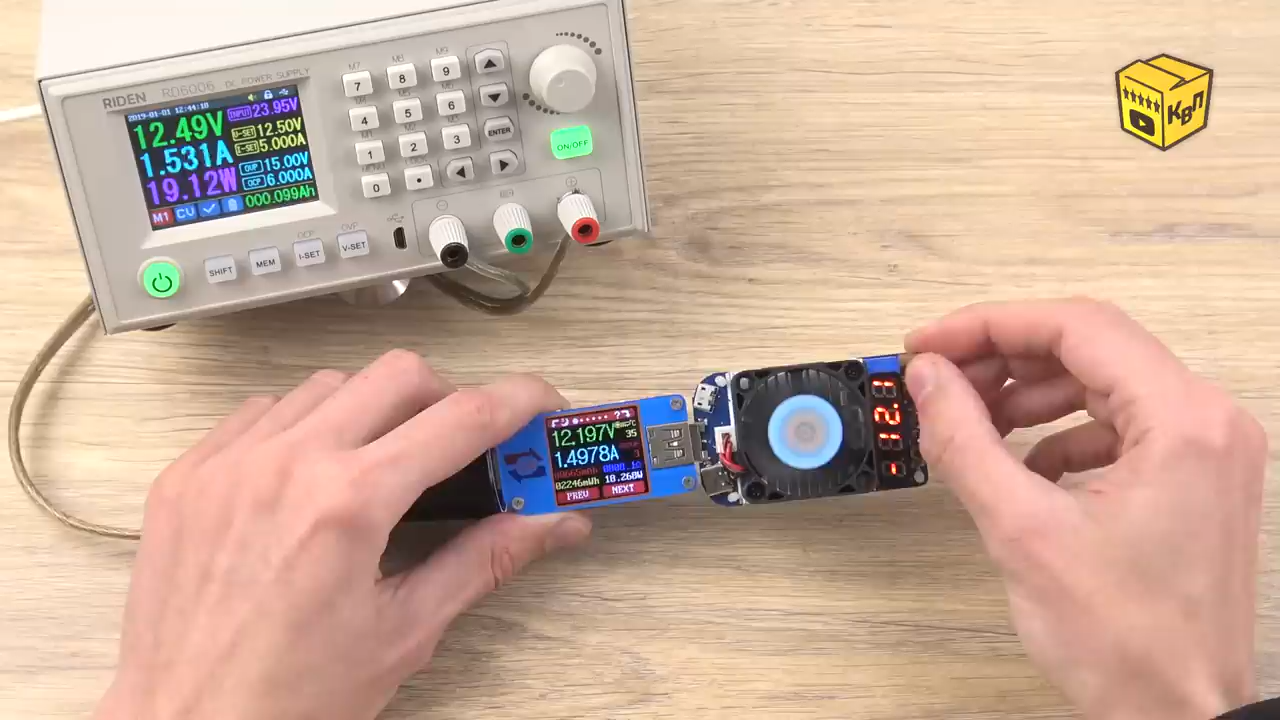 RIDEN RD6006 DC POWER SUPPLY
2019-01-01 12:44:18
12.49V
INPUT 23.95V
V-SET 12.50V
1.531A
I-SET 5.000A
OVP 15.00V
19.12W
OCP 6.000A
M1 CV 000.099Ah
M7 M8 M9
7 8 9
4 5 6
1 2 3
ENTER
0 .
ON/OFF
OCP OVP
SHIFT MEM I-SET V-SET
КвП
12.197V
35
1.4978A
02246mWh 18.268W
PREV NEXT
12.11